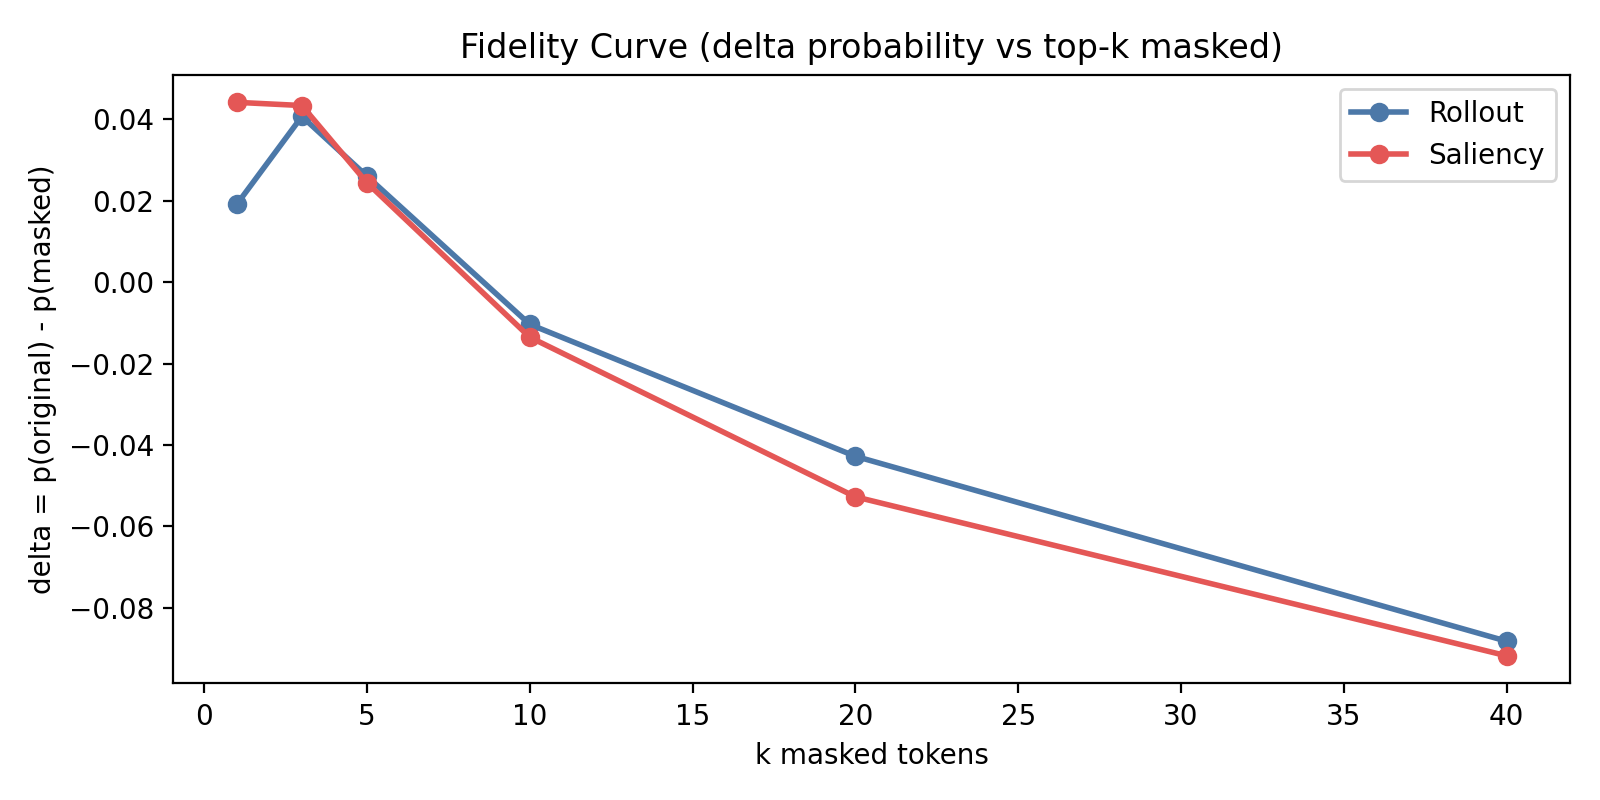 Fidelity Curve (delta probability vs top-k masked)
Rollout
Saliency
delta = p(original) - p(masked)
0.04
0.02
0.00
−0.02
−0.04
−0.06
−0.08
0 5 10 15 20 25 30 35 40
k masked tokens